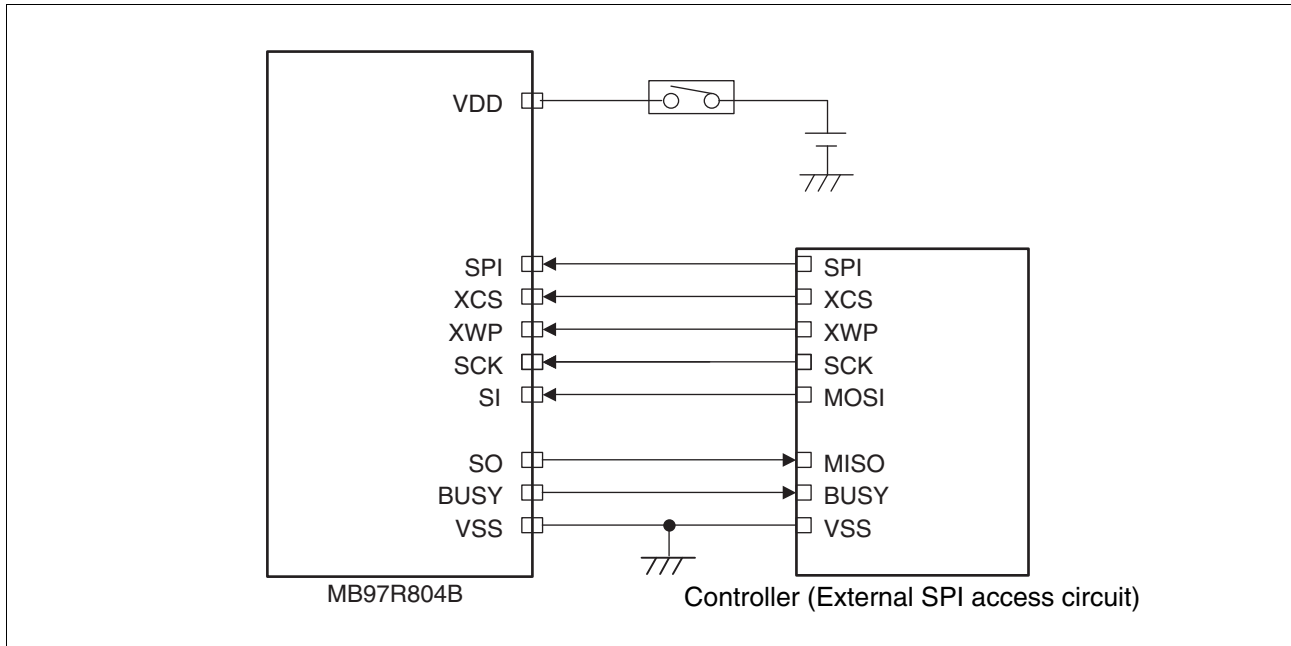 VDD
SPI SPI
XCS XCS
XWP XWP
SCK SCK
SI MOSI
SO MISO
BUSY BUSY
VSS VSS
MB97R804B
Controller (External SPI access circuit)